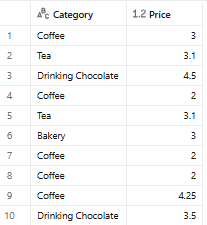 ABC Category 1.2 Price
1 Coffee 3
2 Tea 3.1
3 Drinking Chocolate 4.5
4 Coffee 2
5 Tea 3.1
6 Bakery 3
7 Coffee 2
8 Coffee 2
9 Coffee 4.25
10 Drinking Chocolate 3.5